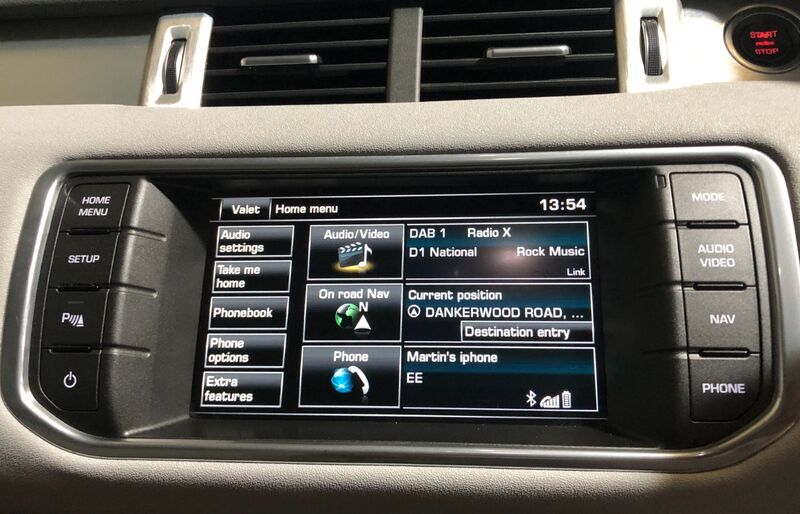 START
engine
STOP
HOME
MENU
SETUP
P
Valet
Home menu
13:54
Audio
settings
Take me
home
Phonebook
Phone
options
Extra
features
Audio/Video
DAB 1 Radio X
D1 National Rock Music
Link
On road Nav
N
Current position
DANKERWOOD ROAD, ...
Destination entry
Phone
Martin's iphone
EE
MODE
AUDIO
VIDEO
NAV
PHONE